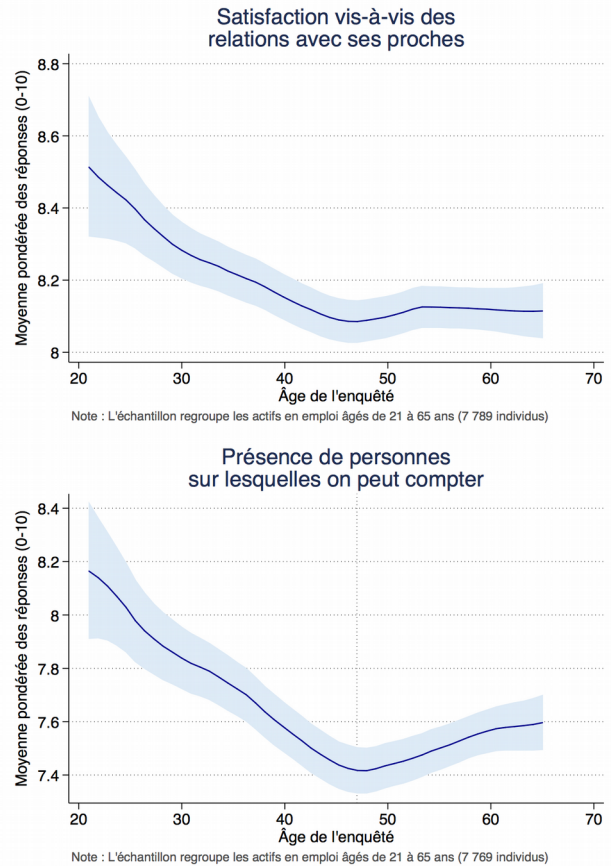 Satisfaction vis-à-vis des
relations avec ses proches
Moyenne pondérée des réponses (0-10)
8.8
8.6
8.4
8.2
8
20 30 40 50 60 70
Âge de l'enquêté
Note : L'échantillon regroupe les actifs en emploi âgés de 21 à 65 ans (7 789 individus)
Présence de personnes
sur lesquelles on peut compter
Moyenne pondérée des réponses (0-10)
8.4
8.2
8
7.8
7.6
7.4
20 30 40 50 60 70
Âge de l'enquêté
Note : L'échantillon regroupe les actifs en emploi âgés de 21 à 65 ans (7 769 individus)